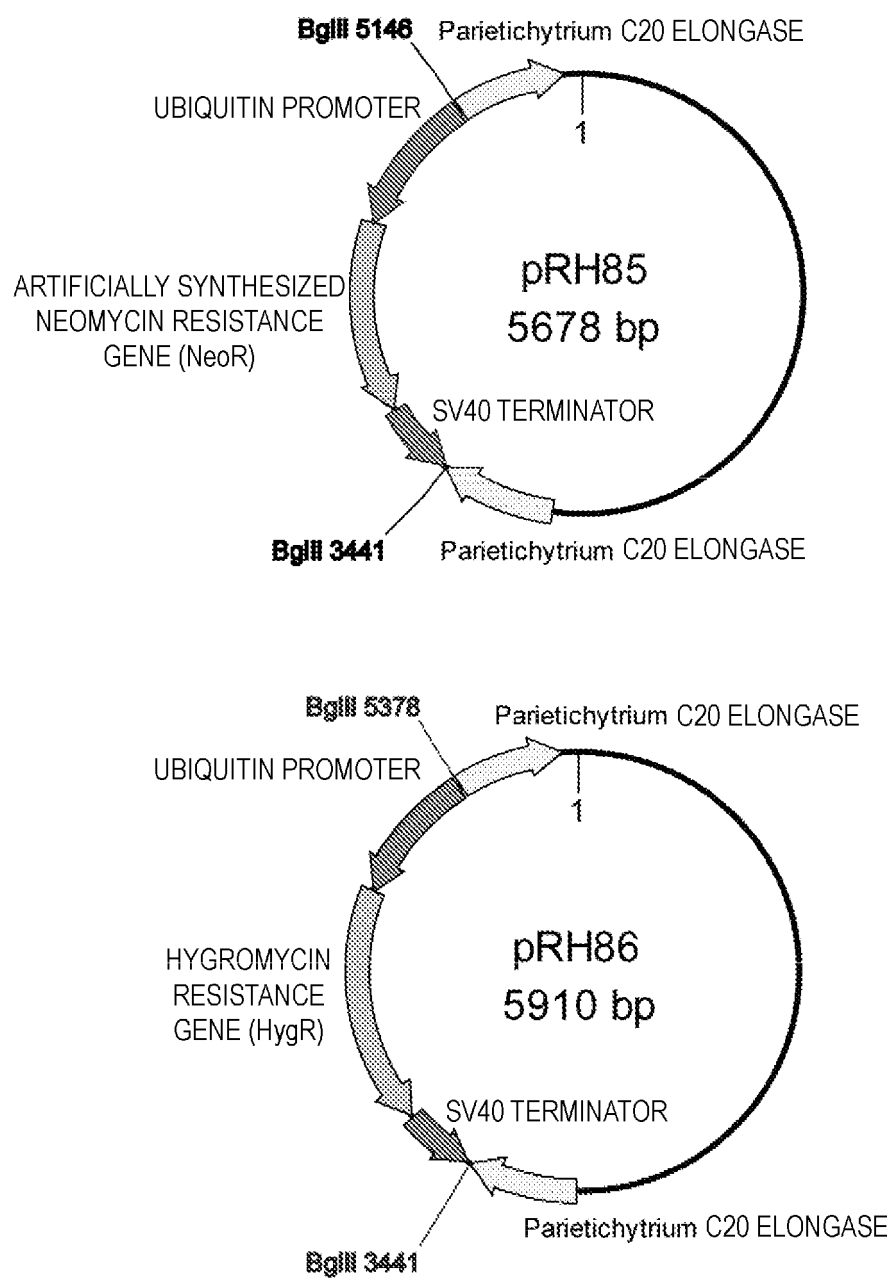 BglII 5146
Parietichytrium C20 ELONGASE
UBIQUITIN PROMOTER
1
pRH85
5678 bp
ARTIFICIALLY SYNTHESIZED
NEOMYCIN RESISTANCE
GENE (NeoR)
SV40 TERMINATOR
BglII 3441
Parietichytrium C20 ELONGASE
BglII 5378
Parietichytrium C20 ELONGASE
UBIQUITIN PROMOTER
1
pRH86
5910 bp
HYGROMYCIN
RESISTANCE
GENE (HygR)
SV40 TERMINATOR
Parietichytrium C20 ELONGASE
BglII 3441